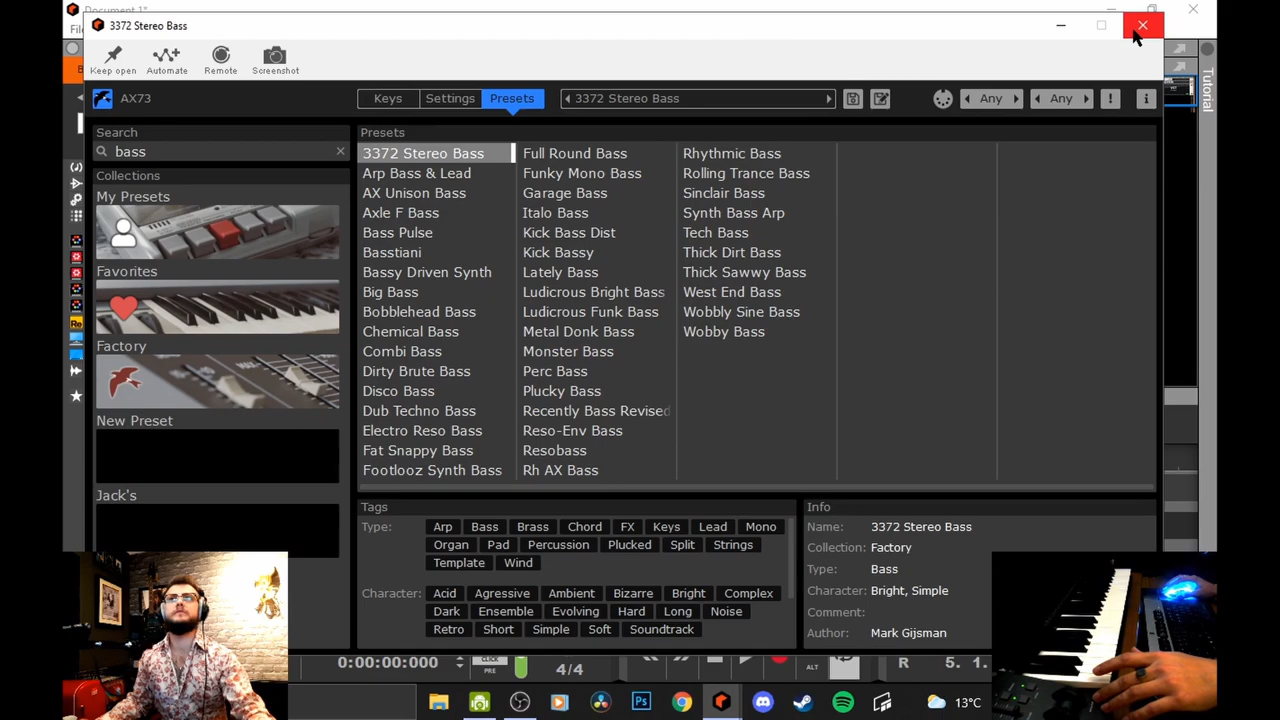 Document 1*
3372 Stereo Bass
Keep open Automate Remote Screenshot
AX73 Keys Settings Presets 3372 Stereo Bass Any Any ! i
Tutorial
Search
bass
Collections
My Presets
Favorites
Factory
New Preset
Jack's
Presets
3372 Stereo Bass
Arp Bass & Lead
AX Unison Bass
Axle F Bass
Bass Pulse
Basstiani
Bassy Driven Synth
Big Bass
Bobblehead Bass
Chemical Bass
Combi Bass
Dirty Brute Bass
Disco Bass
Dub Techno Bass
Electro Reso Bass
Fat Snappy Bass
Footlooz Synth Bass
Full Round Bass
Funky Mono Bass
Garage Bass
Italo Bass
Kick Bass Dist
Kick Bassy
Lately Bass
Ludicrous Bright Bass
Ludicrous Funk Bass
Metal Donk Bass
Monster Bass
Perc Bass
Plucky Bass
Recently Bass Revised
Reso-Env Bass
Resobass
Rh AX Bass
Rhythmic Bass
Rolling Trance Bass
Sinclair Bass
Synth Bass Arp
Tech Bass
Thick Dirt Bass
Thick Sawwy Bass
West End Bass
Wobbly Sine Bass
Wobby Bass
Tags
Type: Arp Bass Brass Chord FX Keys Lead Mono
Organ Pad Percussion Plucked Split Strings
Template Wind
Character: Acid Agressive Ambient Bizarre Bright Complex
Dark Ensemble Evolving Hard Long Noise
Retro Short Simple Soft Soundtrack
Info
Name: 3372 Stereo Bass
Collection: Factory
Type: Bass
Character: Bright, Simple
Comment:
Author: Mark Gijsman
0:00:00:000 CLICK PRE 4/4 ALT R 5. 1.
13°C